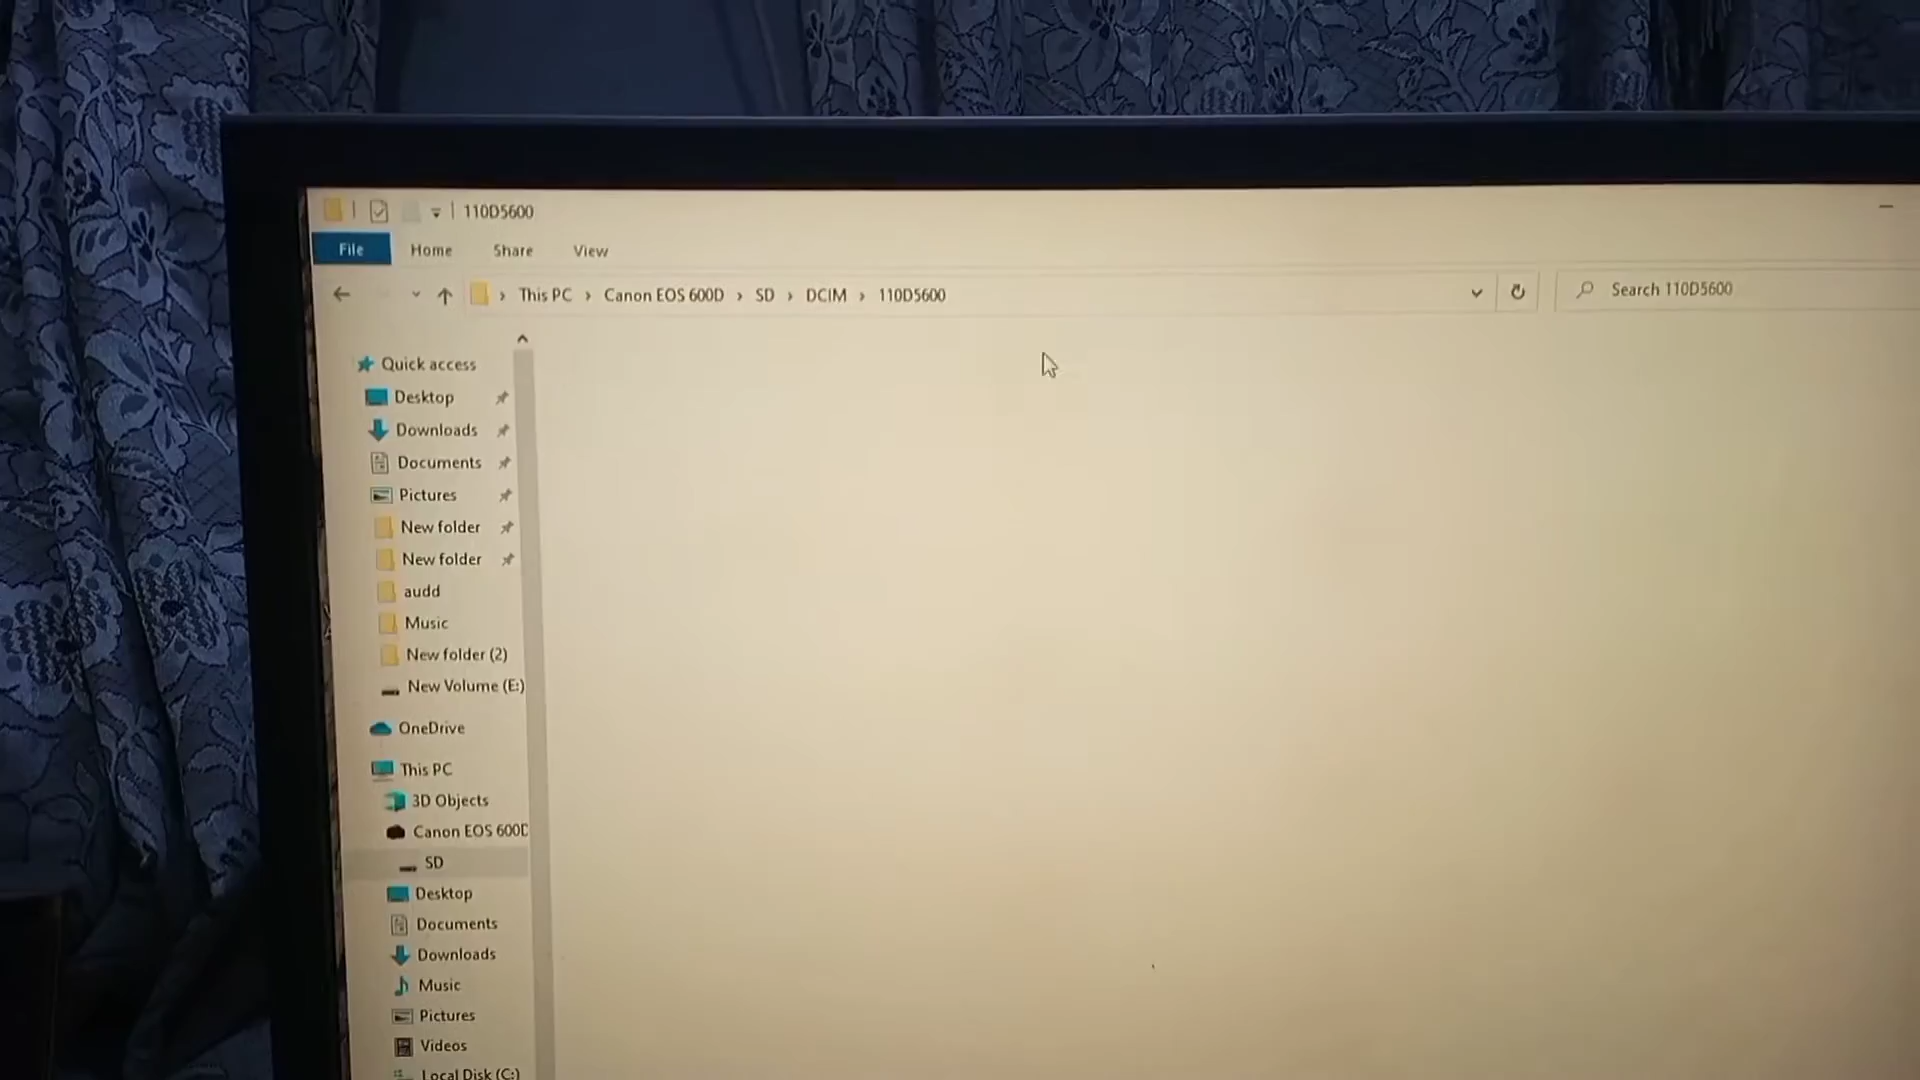 110D5600
File Home Share View
This PC › Canon EOS 600D › SD › DCIM › 110D5600
Search 110D5600
Quick access
Desktop
Downloads
Documents
Pictures
New folder
New folder
audd
Music
New folder (2)
New Volume (E:)
OneDrive
This PC
3D Objects
Canon EOS 600D
SD
Desktop
Documents
Downloads
Music
Pictures
Videos
Local Disk (C:)